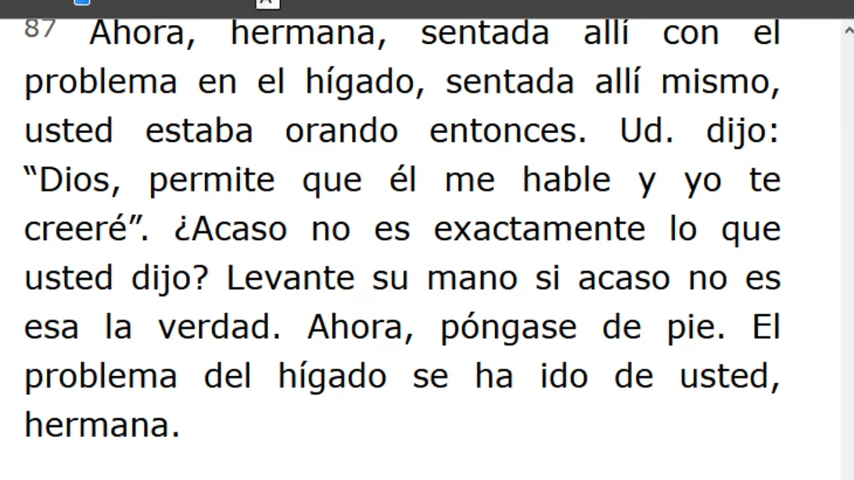 87 Ahora, hermana, sentada allí con el
problema en el hígado, sentada allí mismo,
usted estaba orando entonces. Ud. dijo:
“Dios, permite que él me hable y yo te
creeré”. ¿Acaso no es exactamente lo que
usted dijo? Levante su mano si acaso no es
esa la verdad. Ahora, póngase de pie. El
problema del hígado se ha ido de usted,
hermana.